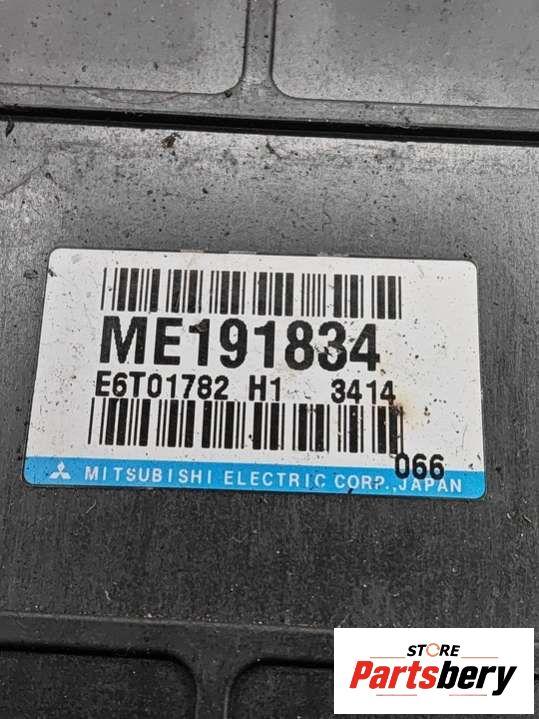 ME191834
E6T01782 H1 3414
066
MITSUBISHI ELECTRIC CORP., JAPAN
STORE
Partsbery